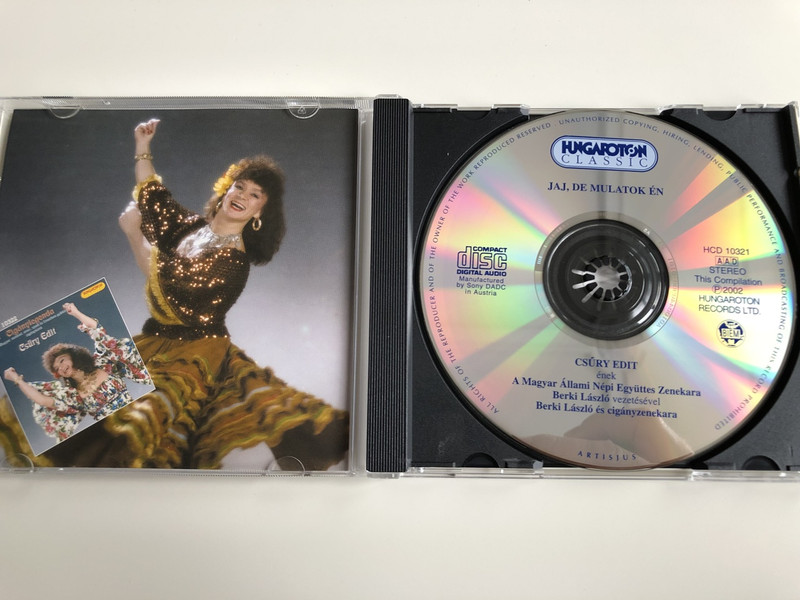 Csűry Edit
HUNGAROTON
CLASSIC
JAJ, DE MULATOK ÉN
COMPACT
disc
DIGITAL AUDIO
Manufactured
by Sony DADC
in Austria
HCD 10321
AAD
STEREO
This Compilation
Ⓟ 2002
HUNGAROTON
RECORDS LTD.
BIEM
CSŰRY EDIT
ének
A Magyar Állami Népi Együttes Zenekara
Berki László vezetésével
Berki László és cigányzenekara
ALL RIGHTS OF THE REPRODUCER AND OF THE OWNER OF THE WORK REPRODUCED RESERVED · UNAUTHORIZED COPYING, HIRING, LENDING, PUBLIC PERFORMANCE AND BROADCASTING OF THIS RECORD PROHIBITED
ARTISJUS